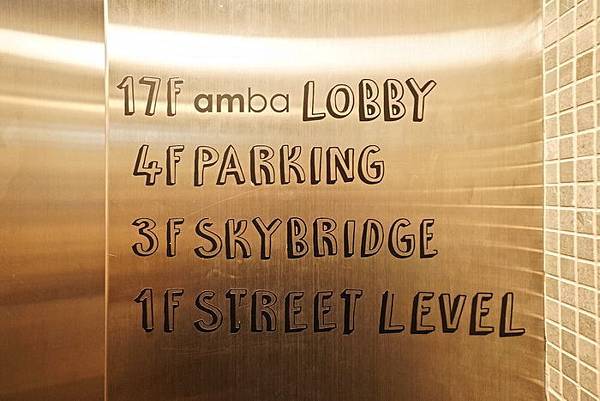 17F amba LOBBY
4F PARKING
3F SKYBRIDGE
1F STREET LEVEL